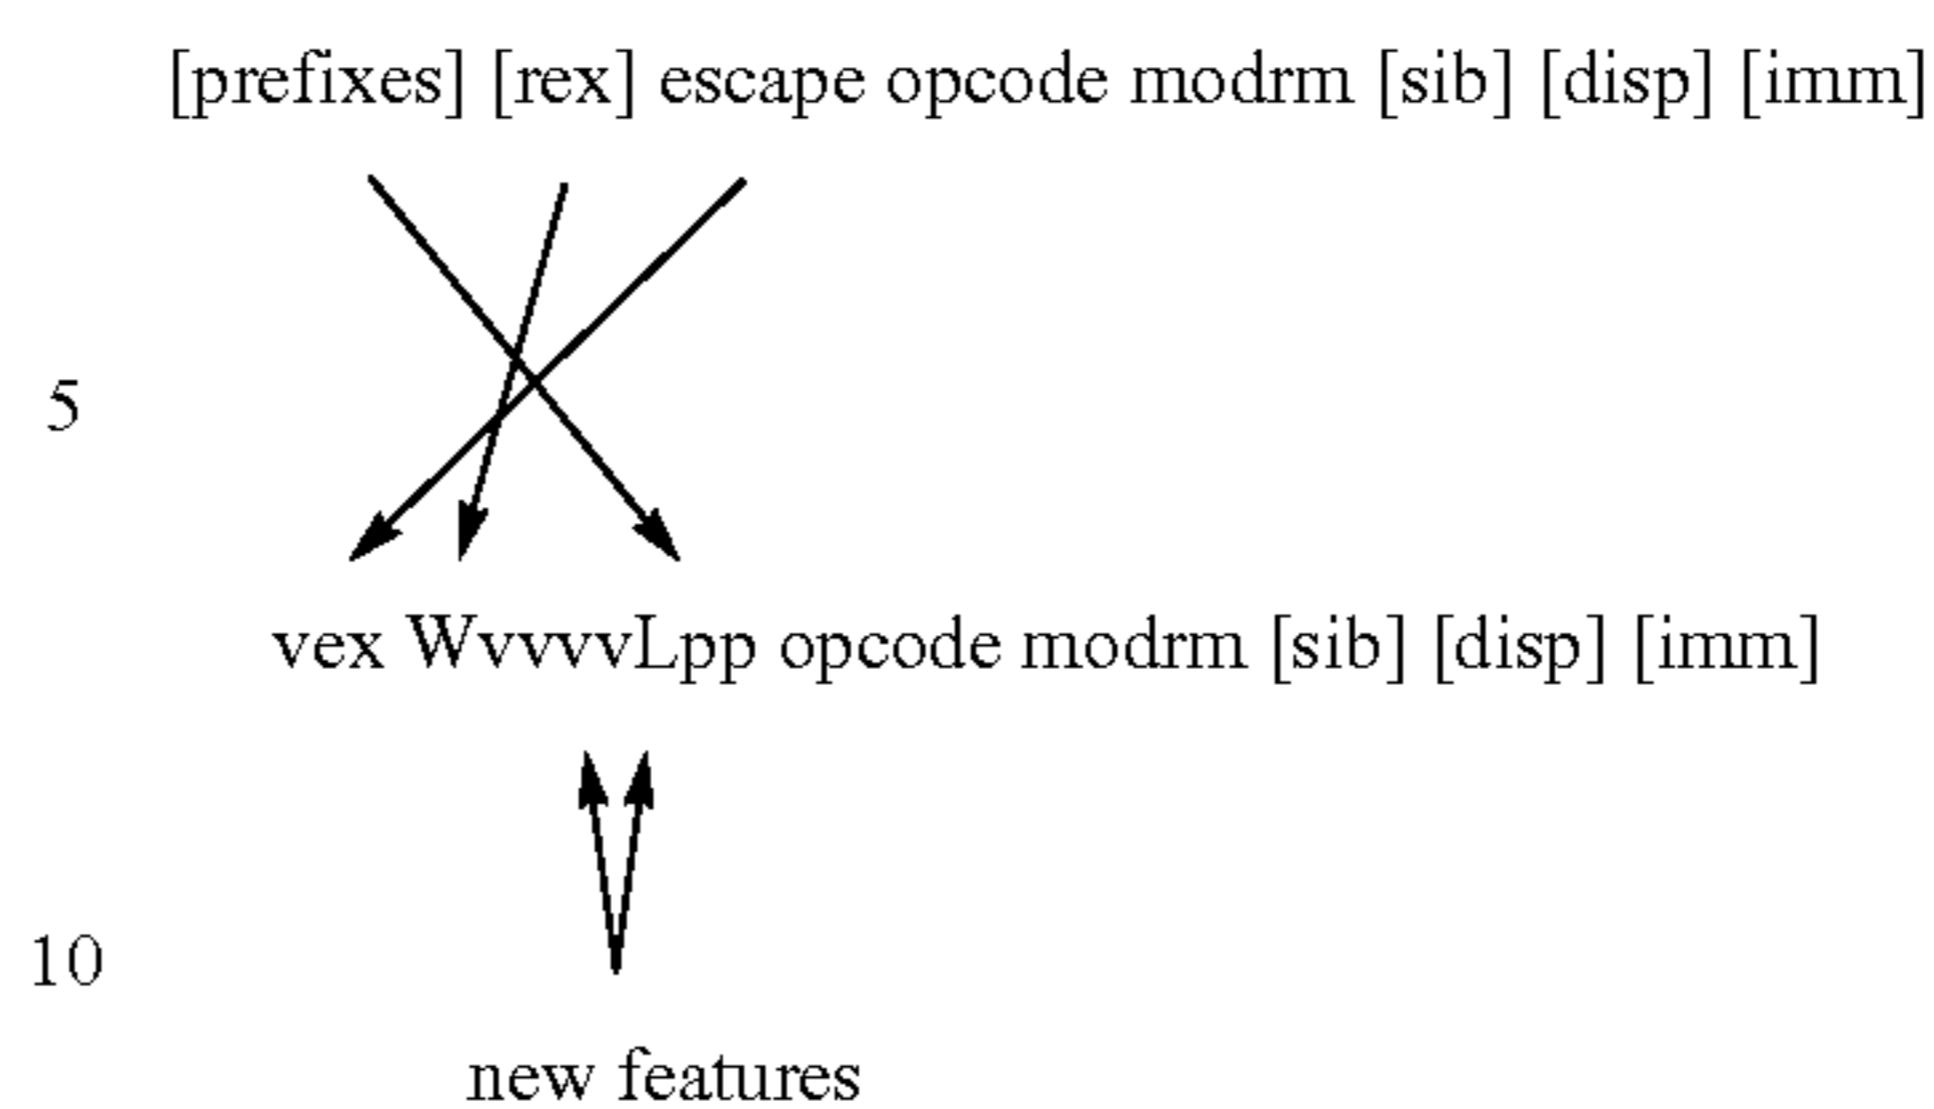 [prefixes] [rex] escape opcode modrm [sib] [disp] [imm]
5
vex WvvvvLpp opcode modrm [sib] [disp] [imm]
10
new features